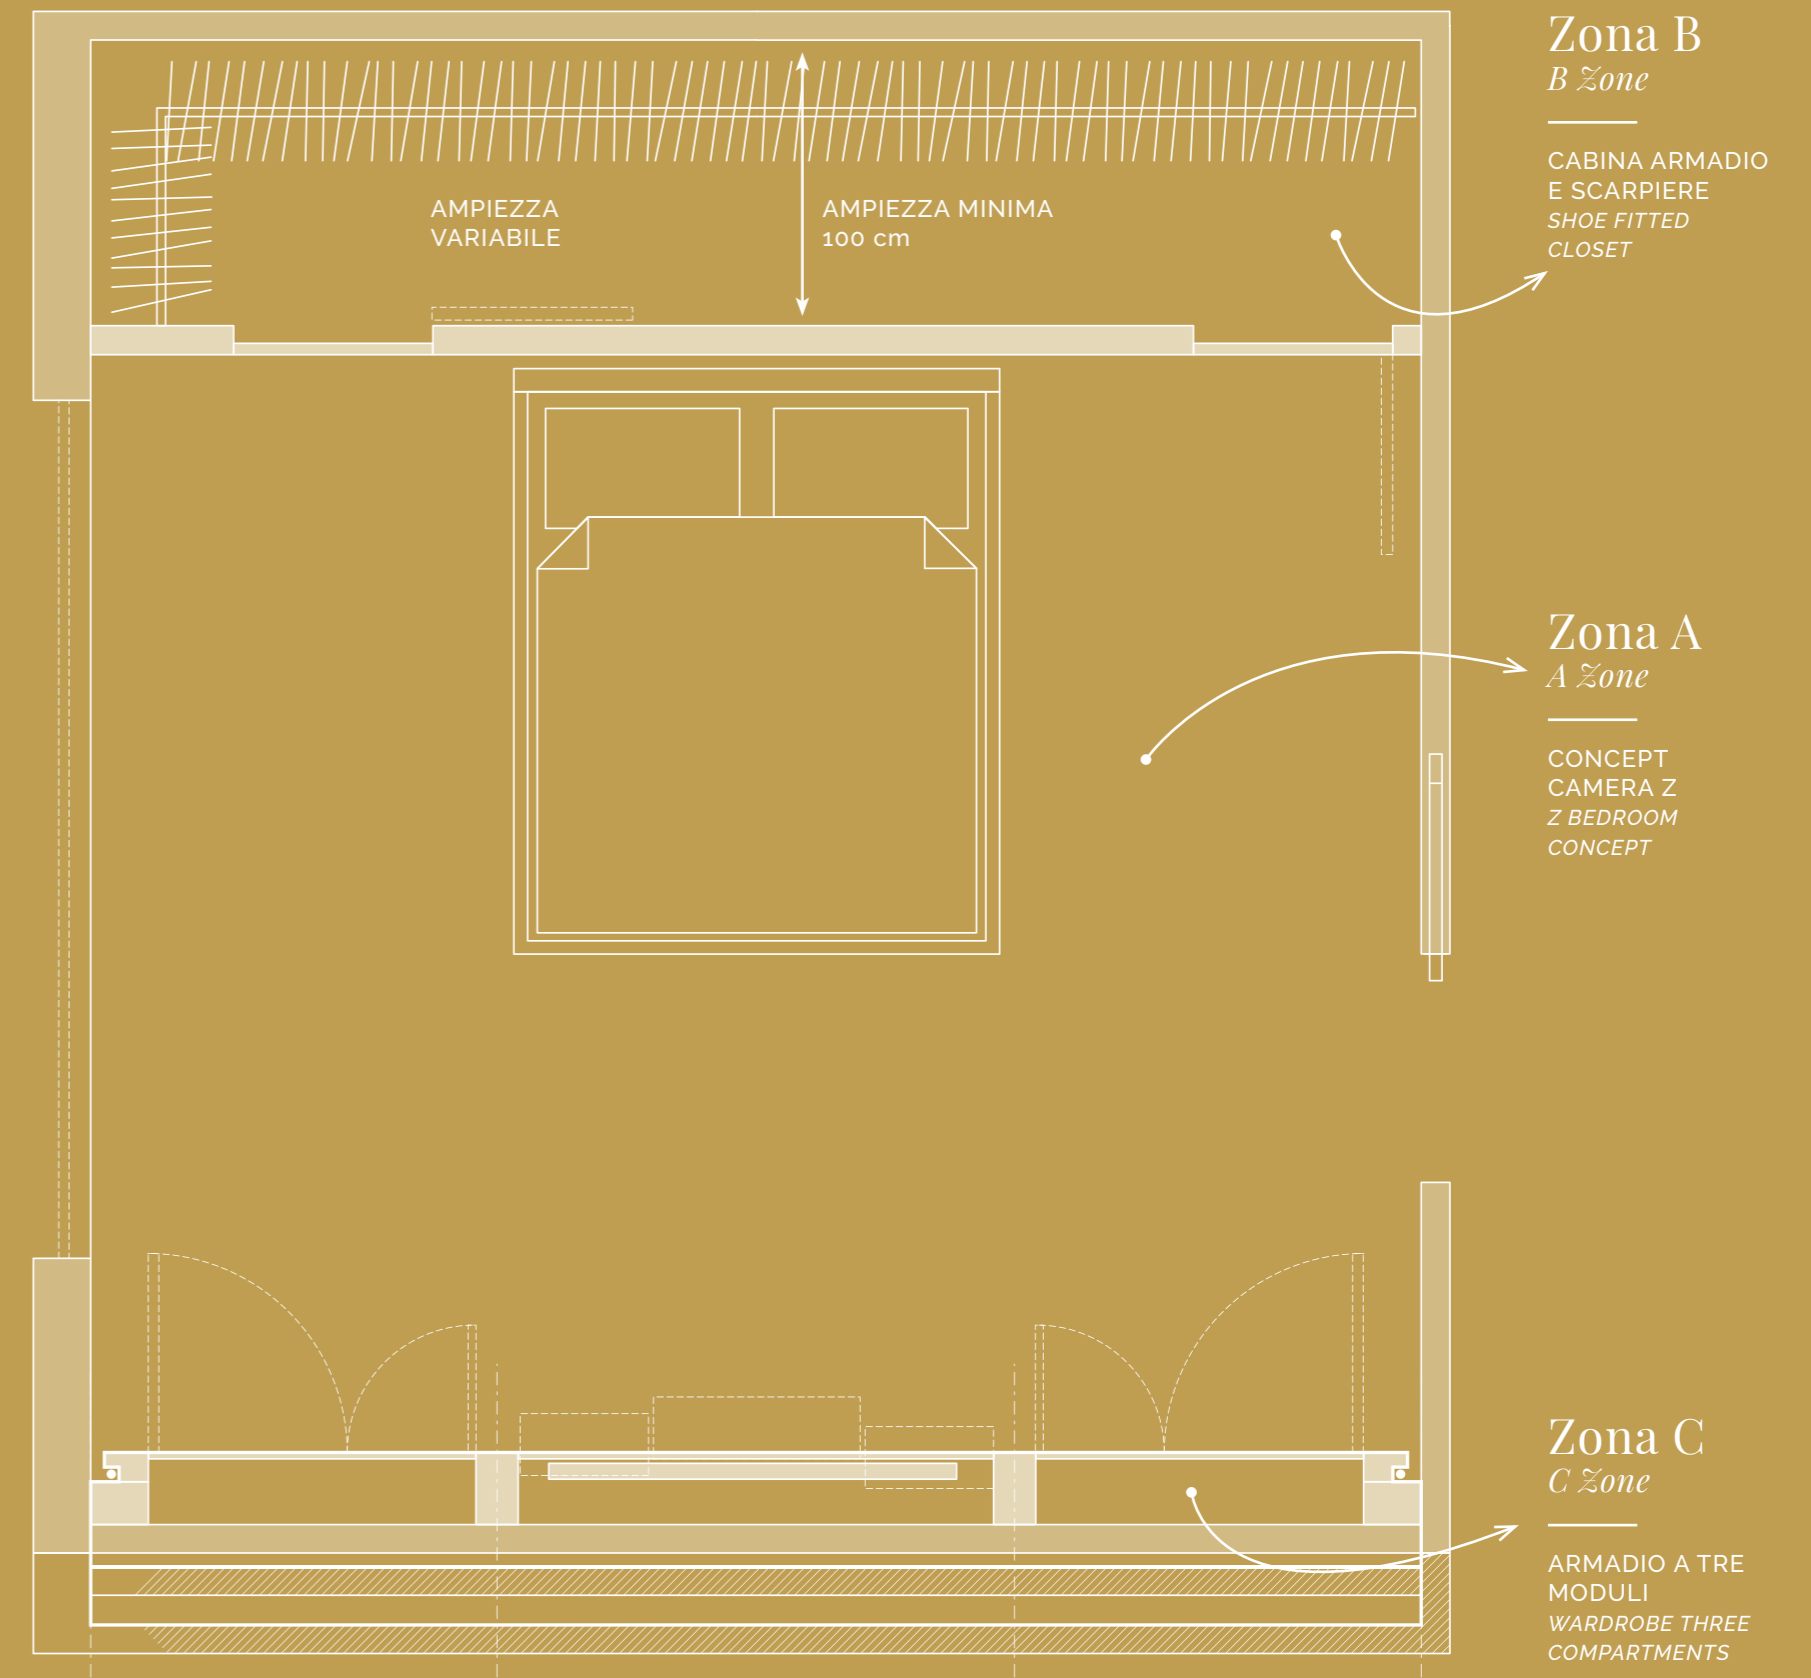 Zona B
B Zone
CABINA ARMADIO
E SCARPIERE
SHOE FITTED
CLOSET
AMPIEZZA
VARIABILE
AMPIEZZA MINIMA
100 cm
Zona A
A Zone
CONCEPT
CAMERA Z
Z BEDROOM
CONCEPT
Zona C
C Zone
ARMADIO A TRE
MODULI
WARDROBE THREE
COMPARTMENTS